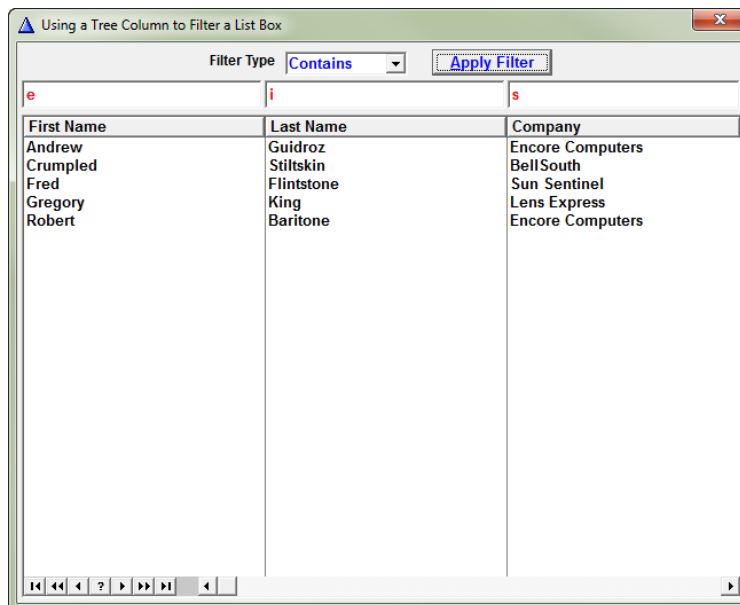 Using a Tree Column to Filter a List Box
Filter Type Contains Apply Filter
e i s
First Name Last Name Company
Andrew Guidroz Encore Computers
Crumpled Stiltskin BellSouth
Fred Flintstone Sun Sentinel
Gregory King Lens Express
Robert Baritone Encore Computers
?